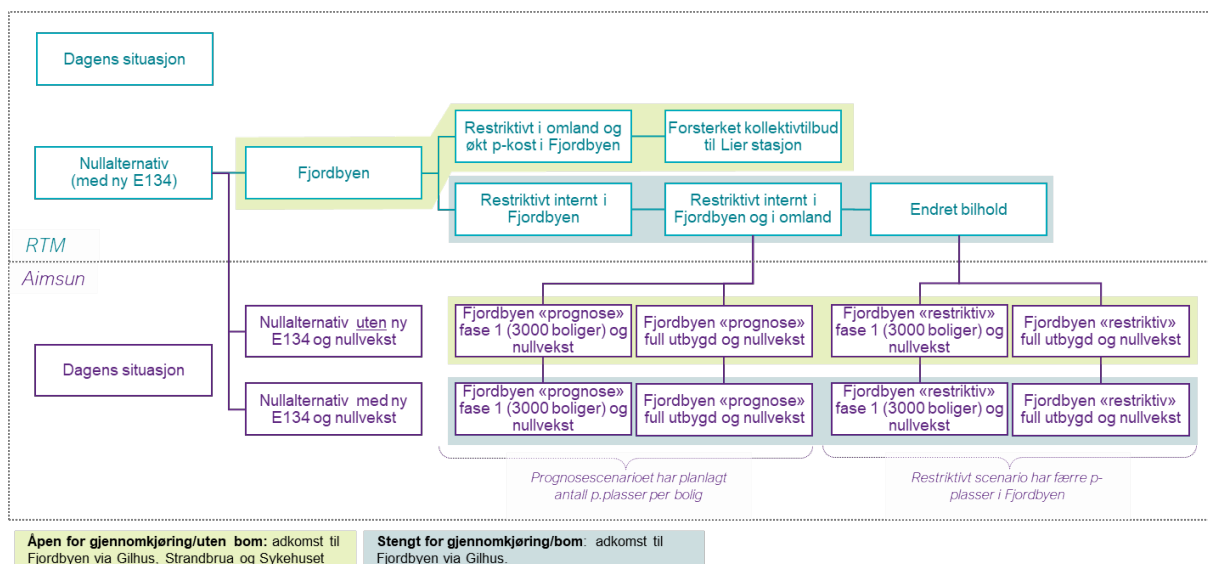 Dagens situasjon
Restriktivt i omland og
økt p-kost i Fjordbyen
Forsterket kollektivtilbud
til Lier stasjon
Nullalternativ
(med ny E134)
Fjordbyen
Restriktivt internt i
Fjordbyen
Restriktivt internt i
Fjordbyen og i omland
Endret bilhold
RTM
Aimsun
Nullalternativ uten ny
E134 og nullvekst
Fjordbyen «prognose»
fase 1 (3000 boliger) og
nullvekst
Fjordbyen «prognose»
full utbygd og nullvekst
Fjordbyen «restriktiv»
fase 1 (3000 boliger) og
nullvekst
Fjordbyen «restriktiv»
full utbygd og nullvekst
Dagens situasjon
Nullalternativ med ny
E134 og nullvekst
Fjordbyen «prognose»
fase 1 (3000 boliger) og
nullvekst
Fjordbyen «prognose»
full utbygd og nullvekst
Fjordbyen «restriktiv»
fase 1 (3000 boliger) og
nullvekst
Fjordbyen «restriktiv»
full utbygd og nullvekst
Prognosescenarioet har planlagt
antall p.plasser per bolig
Restriktivt scenario har færre p-
plasser i Fjordbyen
Åpen for gjennomkjøring/uten bom: adkomst til
Fjordbyen via Gilhus, Strandbrua og Sykehuset
Stengt for gjennomkjøring/bom: adkomst til
Fjordbyen via Gilhus.